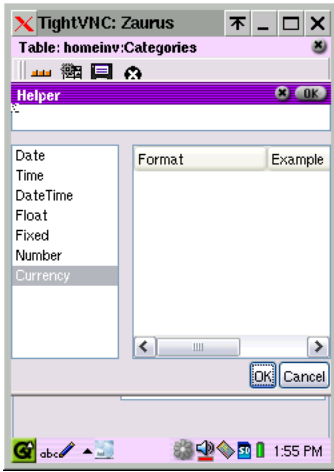 TightVNC: Zaurus
Table: homeinv:Categories
Helper OK
Date
Time
DateTime
Float
Fixed
Number
Currency
Format Example
OK Cancel
abc 1:55 PM